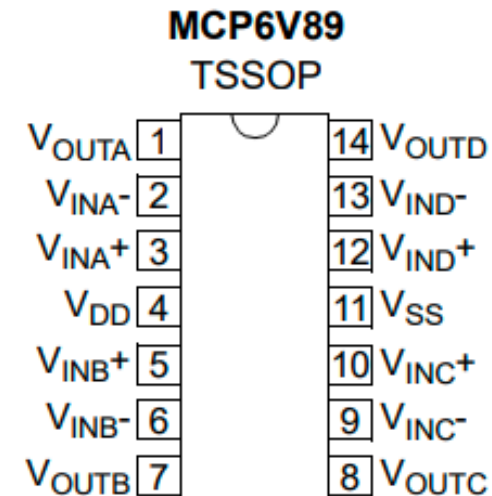 MCP6V89
TSSOP
VOUTA 1 14 VOUTD
VINA- 2 13 VIND-
VINA+ 3 12 VIND+
VDD 4 11 VSS
VINB+ 5 10 VINC+
VINB- 6 9 VINC-
VOUTB 7 8 VOUTC